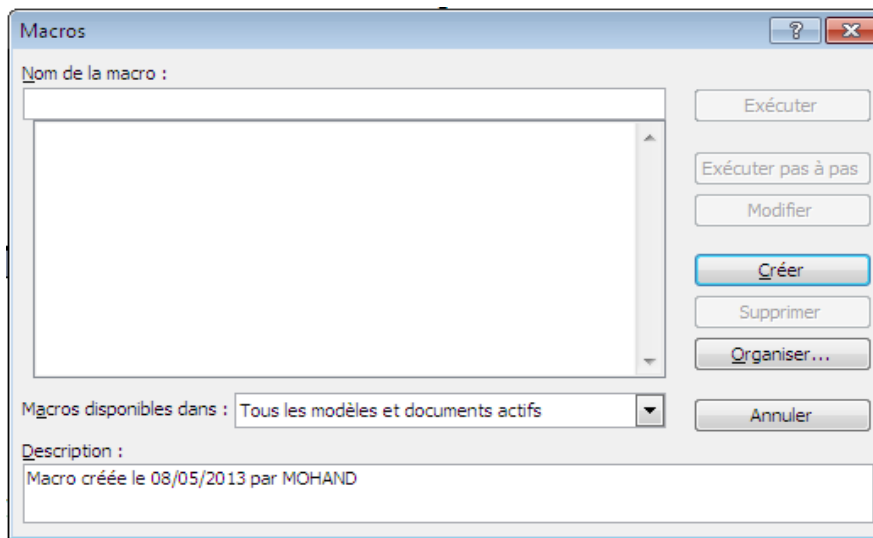 Macros
Nom de la macro :
Exécuter
Exécuter pas à pas
Modifier
Créer
Supprimer
Organiser...
Macros disponibles dans : Tous les modèles et documents actifs
Annuler
Description :
Macro créée le 08/05/2013 par MOHAND